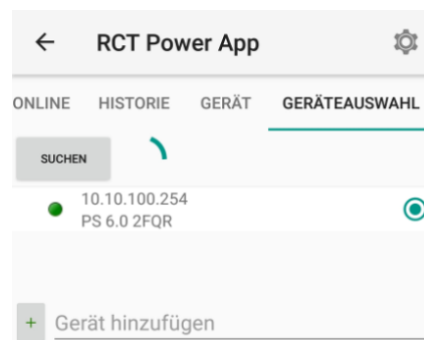 RCT Power App
ONLINE HISTORIE GERÄT GERÄTEAUSWAHL
SUCHEN
10.10.100.254
PS 6.0 2FQR
+ Gerät hinzufügen